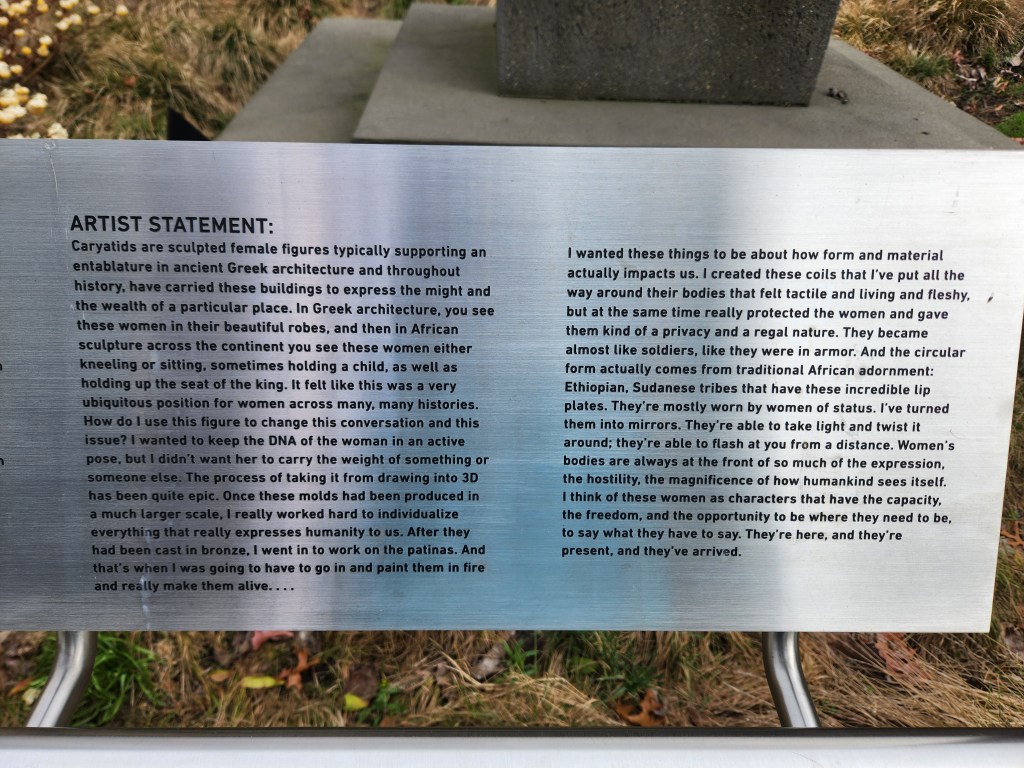 ARTIST STATEMENT:
Caryatids are sculpted female figures typically supporting an
entablature in ancient Greek architecture and throughout
history, have carried these buildings to express the might and
the wealth of a particular place. In Greek architecture, you see
these women in their beautiful robes, and then in African
sculpture across the continent you see these women either
kneeling or sitting, sometimes holding a child, as well as
holding up the seat of the king. It felt like this was a very
ubiquitous position for women across many, many histories.
How do I use this figure to change this conversation and this
issue? I wanted to keep the DNA of the woman in an active
pose, but I didn't want her to carry the weight of something or
someone else. The process of taking it from drawing into 3D
has been quite epic. Once these molds had been produced in
a much larger scale, I really worked hard to individualize
everything that really expresses humanity to us. After they
had been cast in bronze, I went in to work on the patinas. And
that's when I was going to have to go in and paint them in fire
and really make them alive. . . .
I wanted these things to be about how form and material
actually impacts us. I created these coils that I've put all the
way around their bodies that felt tactile and living and fleshy,
but at the same time really protected the women and gave
them kind of a privacy and a regal nature. They became
almost like soldiers, like they were in armor. And the circular
form actually comes from traditional African adornment:
Ethiopian, Sudanese tribes that have these incredible lip
plates. They're mostly worn by women of status. I've turned
them into mirrors. They're able to take light and twist it
around; they're able to flash at you from a distance. Women's
bodies are always at the front of so much of the expression,
the hostility, the magnificence of how humankind sees itself.
I think of these women as characters that have the capacity,
the freedom, and the opportunity to be where they need to be,
to say what they have to say. They're here, and they're
present, and they've arrived.